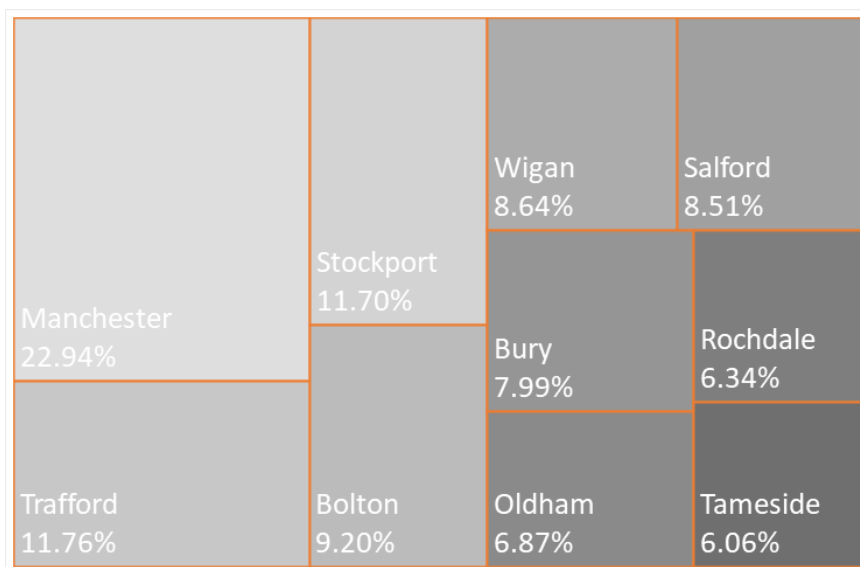 Manchester
22.94%
Trafford
11.76%
Stockport
11.70%
Bolton
9.20%
Wigan
8.64%
Salford
8.51%
Bury
7.99%
Oldham
6.87%
Rochdale
6.34%
Tameside
6.06%